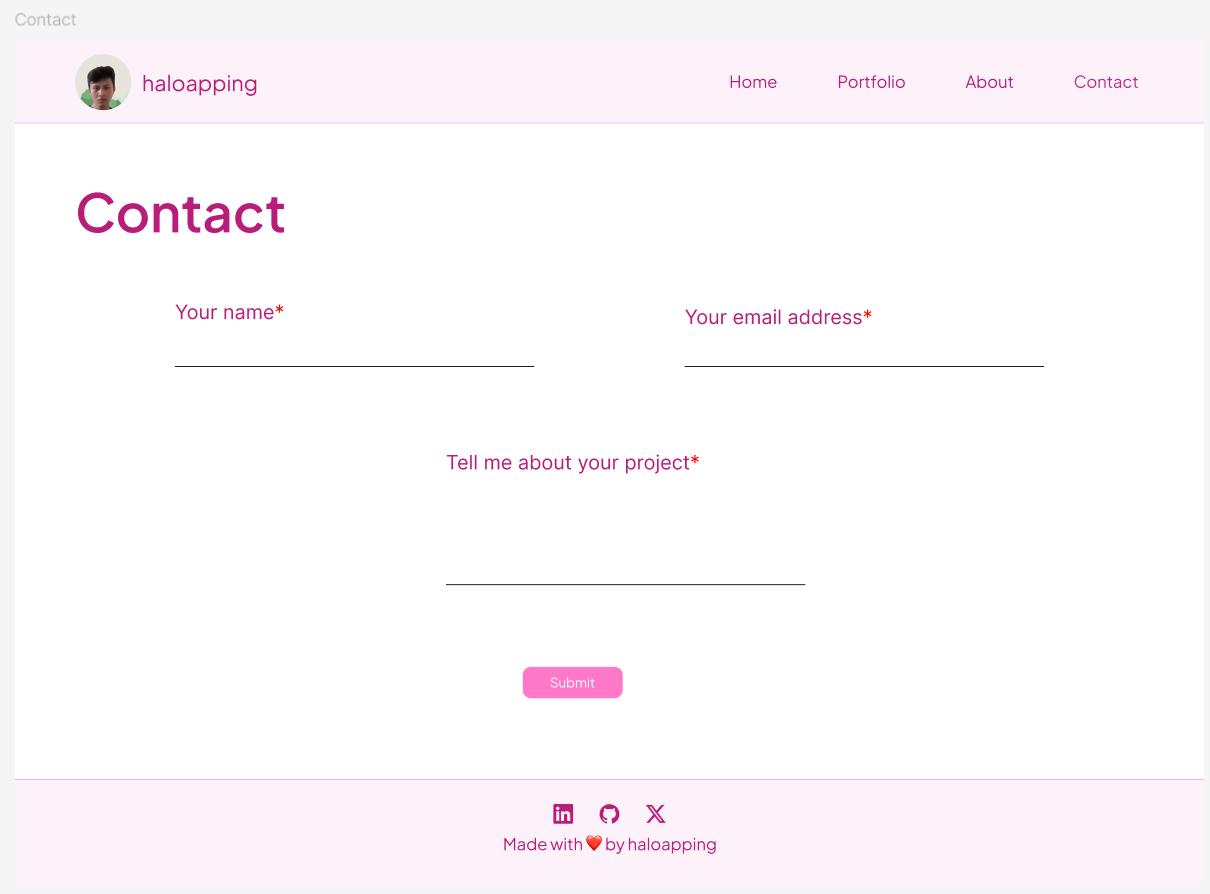 Contact
haloapping
Home Portfolio About Contact
Contact
Your name*
Your email address*
Tell me about your project*
Submit
in
X
Made with ❤️ by haloapping